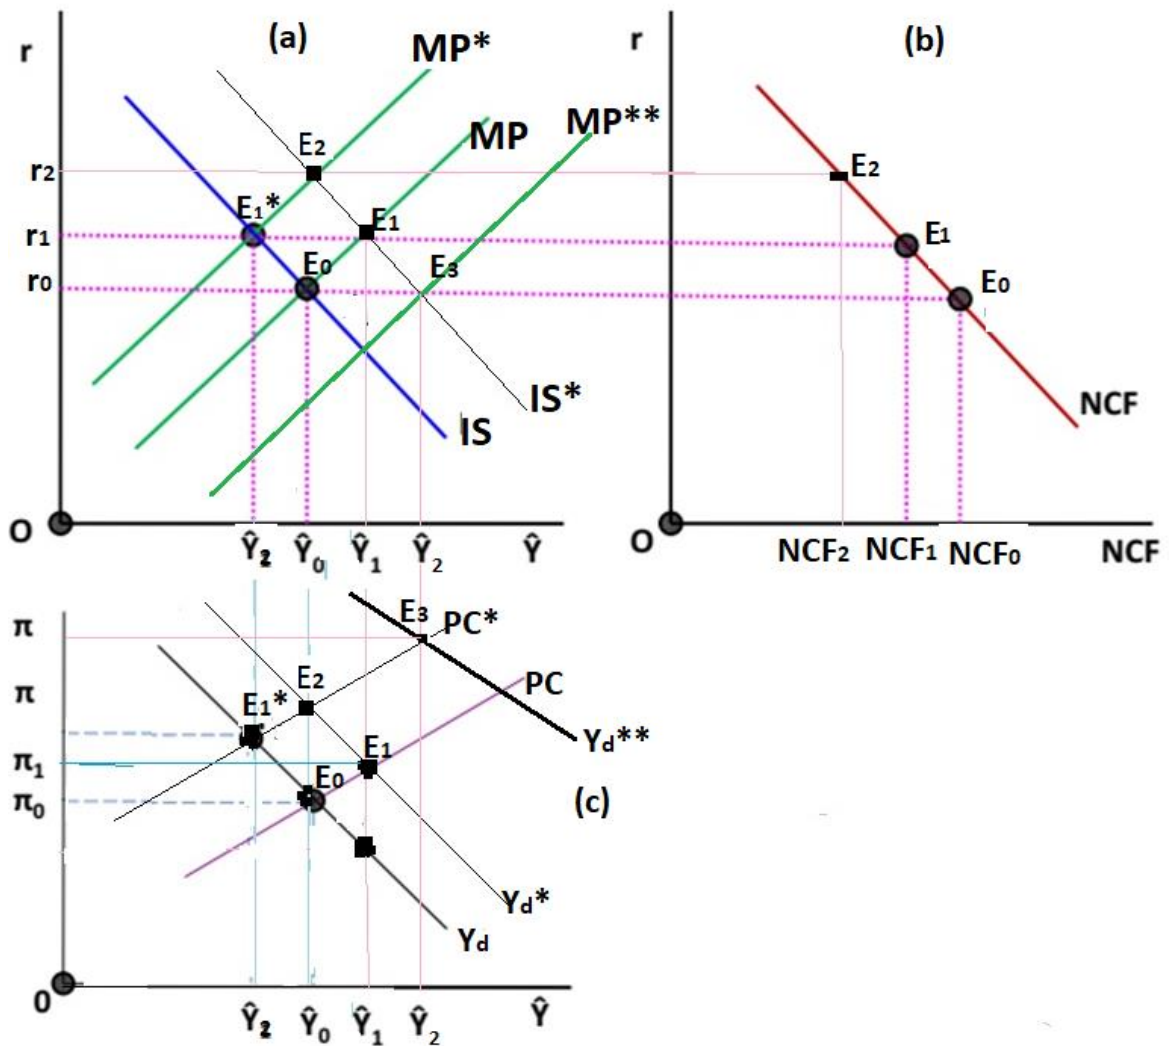 (a)
r
MP*
MP
MP**
E2
r2
E1*
E1
r1
E0
E3
r0
IS*
IS
O
Ŷ2 Ŷ0 Ŷ1 Ŷ2 Ŷ
(b)
r
E2
E1
E0
NCF
O
NCF2 NCF1 NCF0 NCF
π
E3
PC*
π
E2
PC
E1*
Yd**
E1
π1
E0
π0
(c)
Yd*
Yd
0
Ŷ2 Ŷ0 Ŷ1 Ŷ2 Ŷ